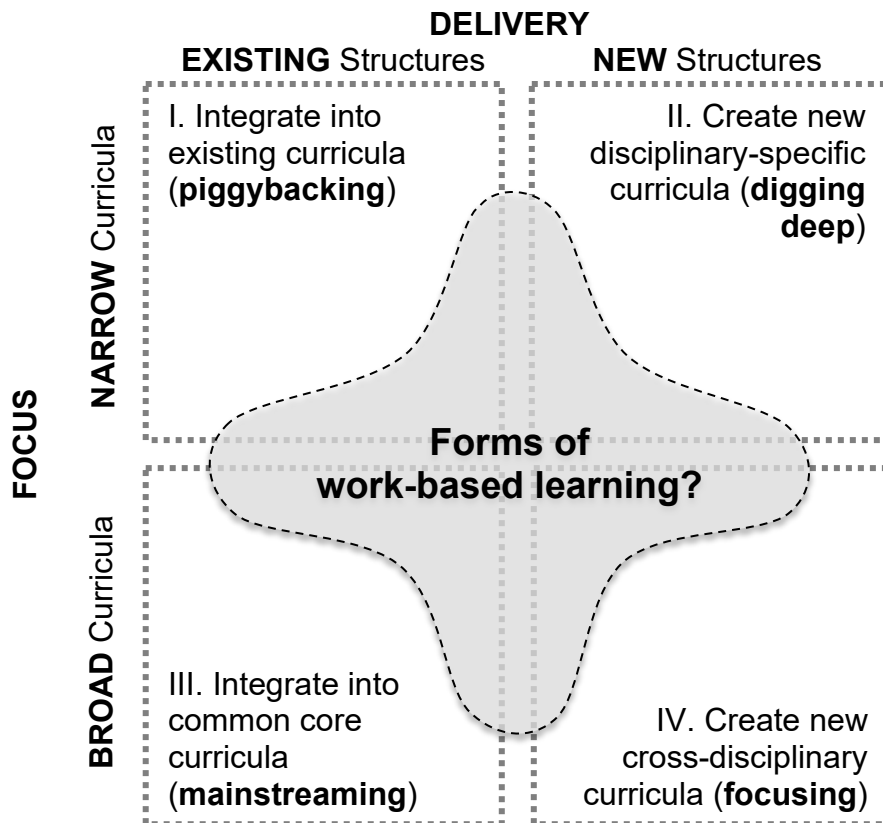 DELIVERY
EXISTING Structures
NEW Structures
FOCUS
NARROW Curricula
I. Integrate into
existing curricula
(piggybacking)
II. Create new
disciplinary-specific
curricula (digging
deep)
Forms of
work-based learning?
BROAD Curricula
III. Integrate into
common core
curricula
(mainstreaming)
IV. Create new
cross-disciplinary
curricula (focusing)